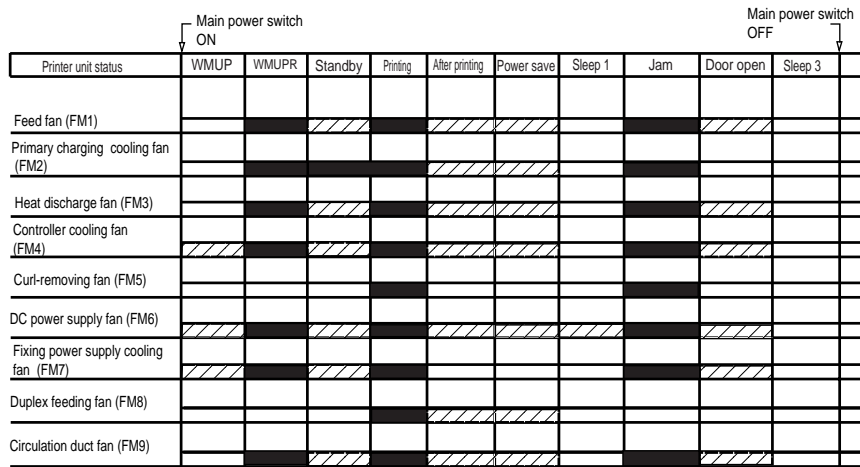 Main power switch
ON
Main power switch
OFF
Printer unit status WMUP WMUPR Standby Printing After printing Power save Sleep 1 Jam Door open Sleep 3
Feed fan (FM1)
Primary charging cooling fan
(FM2)
Heat discharge fan (FM3)
Controller cooling fan
(FM4)
Curl-removing fan (FM5)
DC power supply fan (FM6)
Fixing power supply cooling
fan (FM7)
Duplex feeding fan (FM8)
Circulation duct fan (FM9)